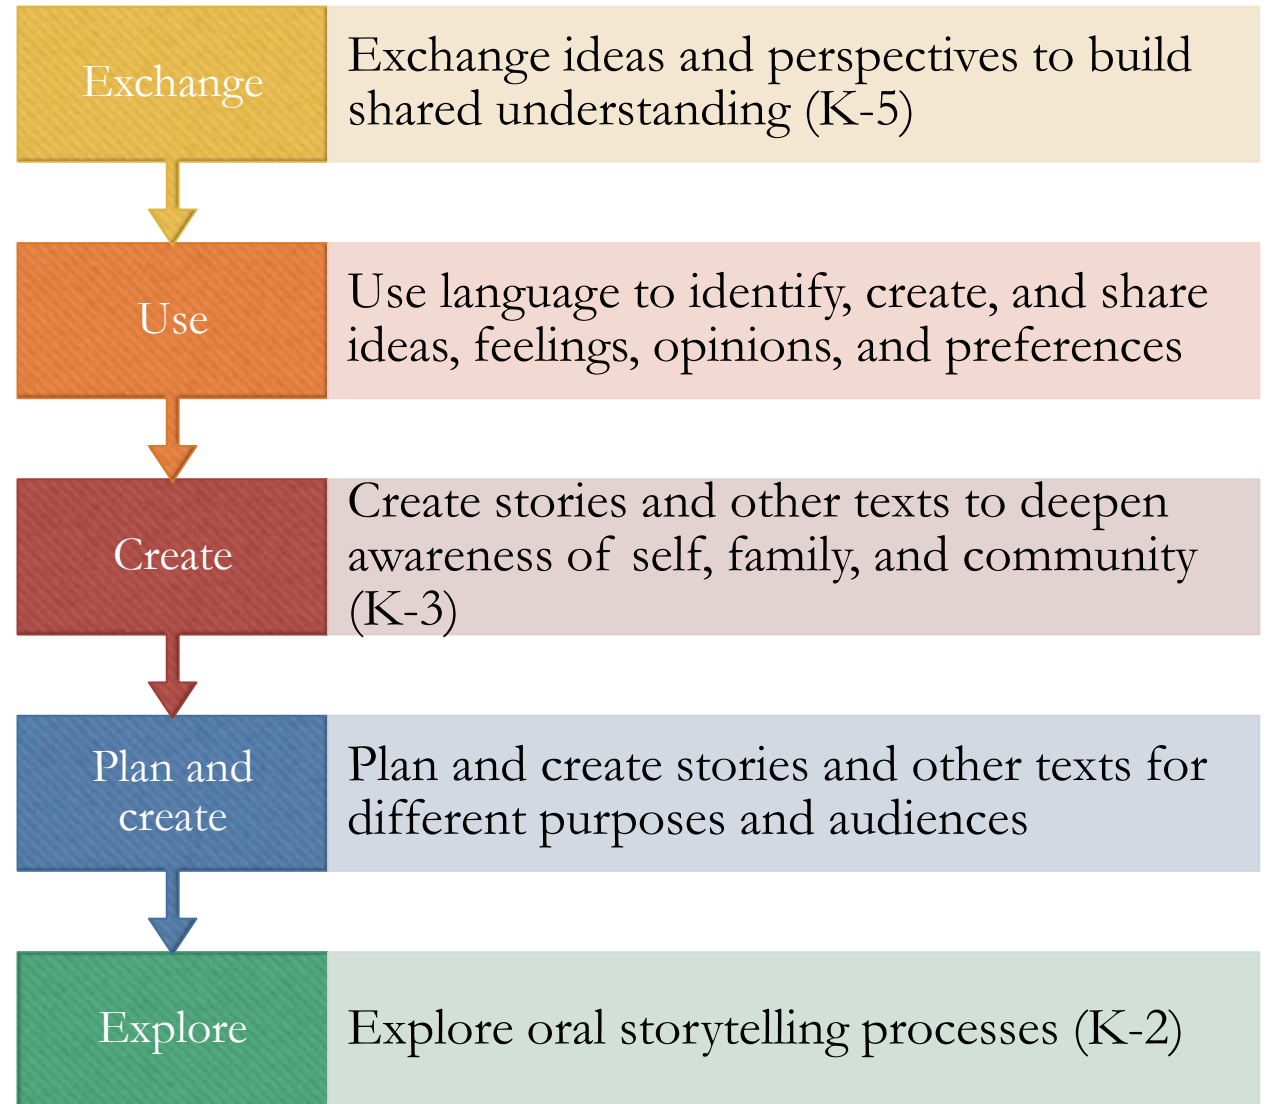 Exchange
Exchange ideas and perspectives to build
shared understanding (K-5)
Use
Use language to identify, create, and share
ideas, feelings, opinions, and preferences
Create
Create stories and other texts to deepen
awareness of self, family, and community
(K-3)
Plan and
create
Plan and create stories and other texts for
different purposes and audiences
Explore
Explore oral storytelling processes (K-2)